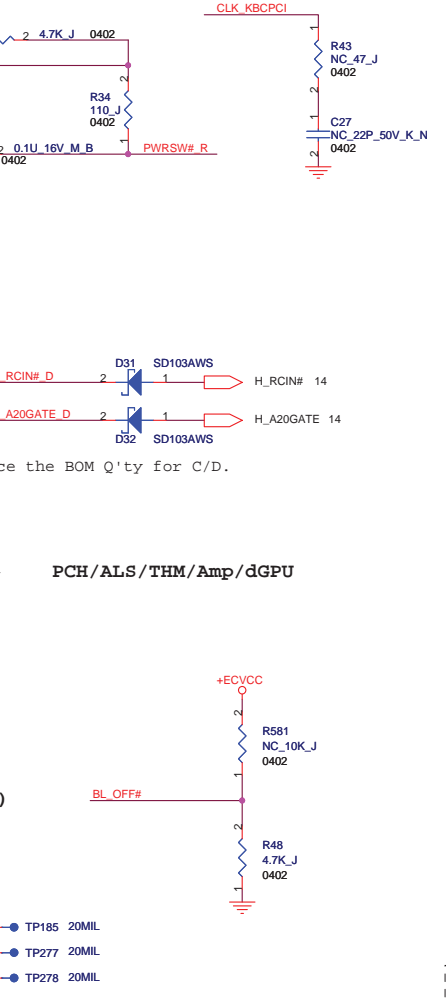 CLK_KBCPCI
2 4.7K_J 0402
1
R43
NC_47_J
0402
2
2
R34
110_J
0402
1
1
C27
NC_22P_50V_K_N
0402
2
2 0.1U_16V_M_B
0402
PWRSW#_R
D31 SD103AWS
RCIN#_D 2 1 H_RCIN# 14
A20GATE_D 2 1 H_A20GATE 14
D32 SD103AWS
ce the BOM Q'ty for C/D.
PCH/ALS/THM/Amp/dGPU
+ECVCC
2
R581
NC_10K_J
0402
1
)
BL_OFF#
2
R48
4.7K_J
0402
1
TP185 20MIL
TP277 20MIL
TP278 20MIL